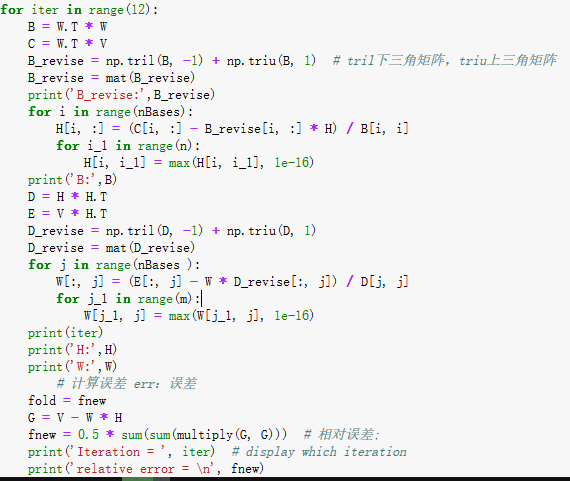 for iter in range(12):
    B = W.T * W
    C = W.T * V
    B_revise = np.tril(B, -1) + np.triu(B, 1)  # tril下三角矩阵，triu上三角矩阵
    B_revise = mat(B_revise)
    print('B_revise:',B_revise)
    for i in range(nBases):
        H[i, :] = (C[i, :] - B_revise[i, :] * H) / B[i, i]
        for i_1 in range(n):
            H[i, i_1] = max(H[i, i_1], 1e-16)
    print('B:',B)
    D = H * H.T
    E = V * H.T
    D_revise = np.tril(D, -1) + np.triu(D, 1)
    D_revise = mat(D_revise)
    for j in range(nBases ):
        W[:, j] = (E[:, j] - W * D_revise[:, j]) / D[j, j]
        for j_1 in range(m):
            W[j_1, j] = max(W[j_1, j], 1e-16)
    print(iter)
    print('H:',H)
    print('W:',W)
        # 计算误差 err：误差
    fold = fnew
    G = V - W * H
    fnew = 0.5 * sum(sum(multiply(G, G)))  # 相对误差;
    print('Iteration = ', iter)  # display which iteration
    print('relative error = \n', fnew)